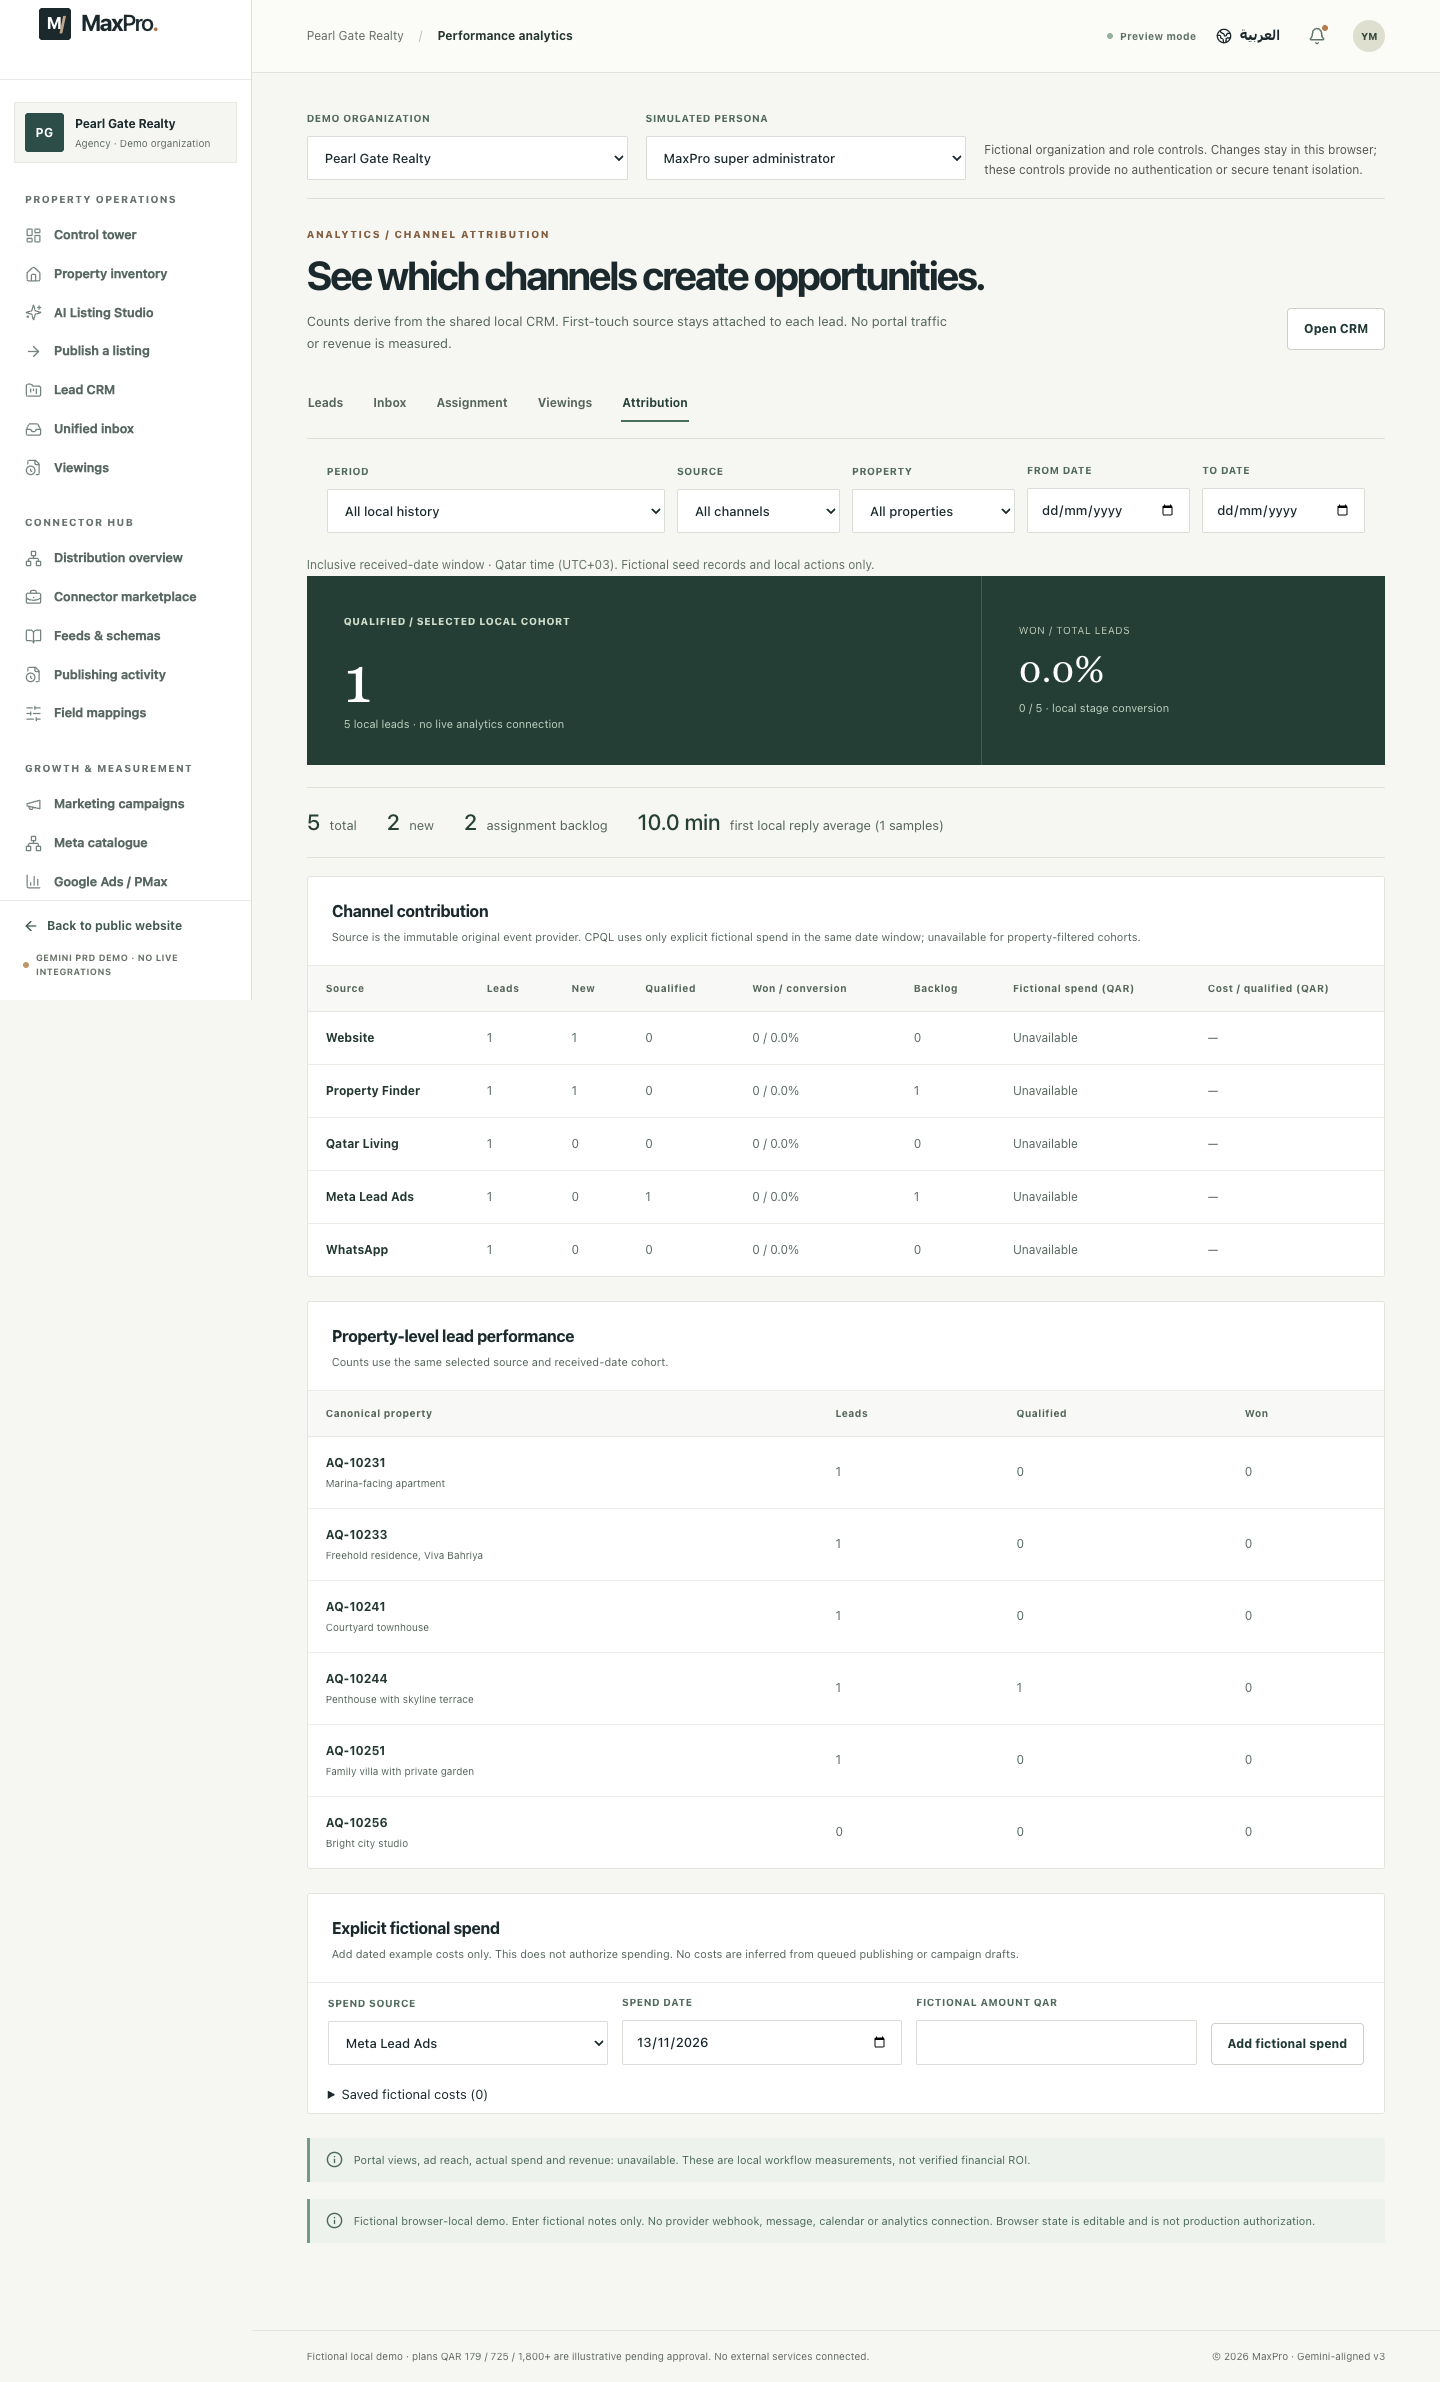 M/ MaxPro.
PG
Pearl Gate Realty
Agency · Demo organization
PROPERTY OPERATIONS
Control tower
Property inventory
AI Listing Studio
Publish a listing
Lead CRM
Unified inbox
Viewings
CONNECTOR HUB
Distribution overview
Connector marketplace
Feeds & schemas
Publishing activity
Field mappings
GROWTH & MEASUREMENT
Marketing campaigns
Meta catalogue
Google Ads / PMax
Back to public website
GEMINI PRD DEMO · NO LIVE
INTEGRATIONS
Pearl Gate Realty / Performance analytics
Preview mode العربية YM
DEMO ORGANIZATION SIMULATED PERSONA
Pearl Gate Realty MaxPro super administrator
Fictional organization and role controls. Changes stay in this browser;
these controls provide no authentication or secure tenant isolation.
ANALYTICS / CHANNEL ATTRIBUTION
See which channels create opportunities.
Counts derive from the shared local CRM. First-touch source stays attached to each lead. No portal traffic
or revenue is measured.
Open CRM
Leads Inbox Assignment Viewings Attribution
PERIOD SOURCE PROPERTY FROM DATE TO DATE
All local history All channels All properties dd/mm/yyyy dd/mm/yyyy
Inclusive received-date window · Qatar time (UTC+03). Fictional seed records and local actions only.
QUALIFIED / SELECTED LOCAL COHORT
1
5 local leads · no live analytics connection
WON / TOTAL LEADS
0.0%
0 / 5 · local stage conversion
5 total 2 new 2 assignment backlog 10.0 min first local reply average (1 samples)
Channel contribution
Source is the immutable original event provider. CPQL uses only explicit fictional spend in the same date window; unavailable for property-filtered cohorts.
Source Leads New Qualified Won / conversion Backlog Fictional spend (QAR) Cost / qualified (QAR)
Website 1 1 0 0 / 0.0% 0 Unavailable —
Property Finder 1 1 0 0 / 0.0% 1 Unavailable —
Qatar Living 1 0 0 0 / 0.0% 0 Unavailable —
Meta Lead Ads 1 0 1 0 / 0.0% 1 Unavailable —
WhatsApp 1 0 0 0 / 0.0% 0 Unavailable —
Property-level lead performance
Counts use the same selected source and received-date cohort.
Canonical property Leads Qualified Won
AQ-10231 1 0 0
Marina-facing apartment
AQ-10233 1 0 0
Freehold residence, Viva Bahriya
AQ-10241 1 0 0
Courtyard townhouse
AQ-10244 1 1 0
Penthouse with skyline terrace
AQ-10251 1 0 0
Family villa with private garden
AQ-10256 0 0 0
Bright city studio
Explicit fictional spend
Add dated example costs only. This does not authorize spending. No costs are inferred from queued publishing or campaign drafts.
SPEND SOURCE SPEND DATE FICTIONAL AMOUNT QAR
Meta Lead Ads 13/11/2026 Add fictional spend
Saved fictional costs (0)
Portal views, ad reach, actual spend and revenue: unavailable. These are local workflow measurements, not verified financial ROI.
Fictional browser-local demo. Enter fictional notes only. No provider webhook, message, calendar or analytics connection. Browser state is editable and is not production authorization.
Fictional local demo · plans QAR 179 / 725 / 1,800+ are illustrative pending approval. No external services connected.
© 2026 MaxPro · Gemini-aligned v3